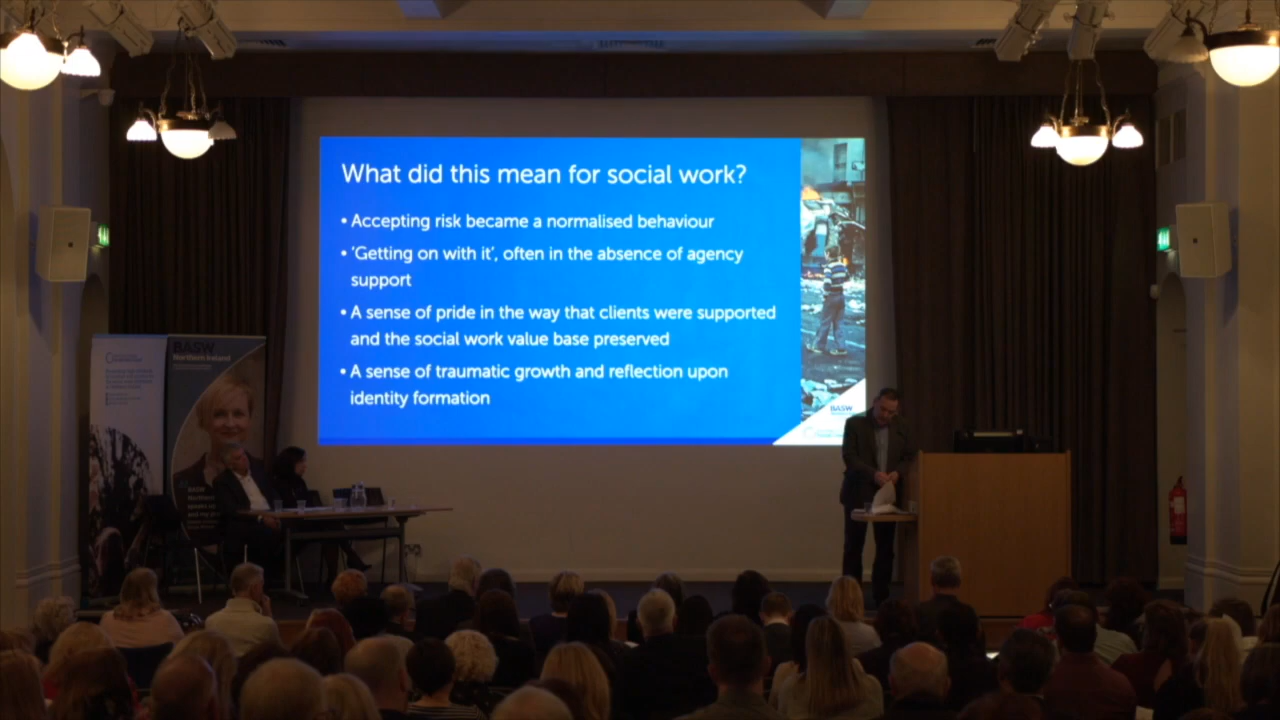 What did this mean for social work?
• Accepting risk became a normalised behaviour
• ‘Getting on with it’, often in the absence of agency
support
• A sense of pride in the way that clients were supported
and the social work value base preserved
• A sense of traumatic growth and reflection upon
identity formation
BASW
BASW
Northern Ireland